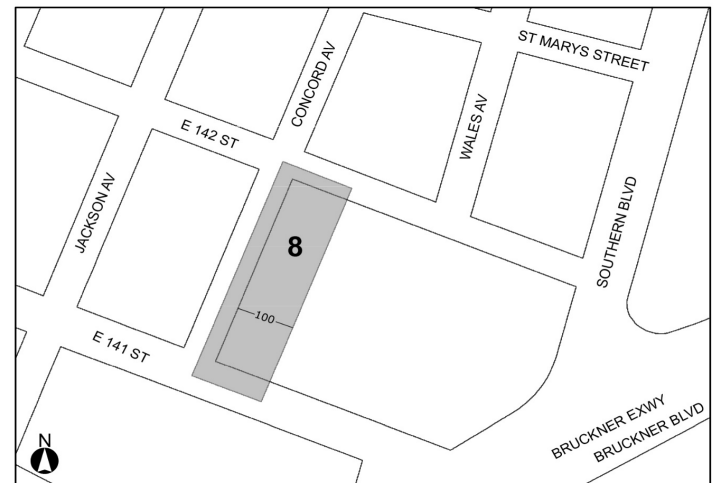 ST MARYS STREET
CONCORD AV
E 142 ST
WALES AV
JACKSON AV
SOUTHERN BLVD
8
100
E 141 ST
BRUCKNER EXWY
BRUCKNER BLVD
N